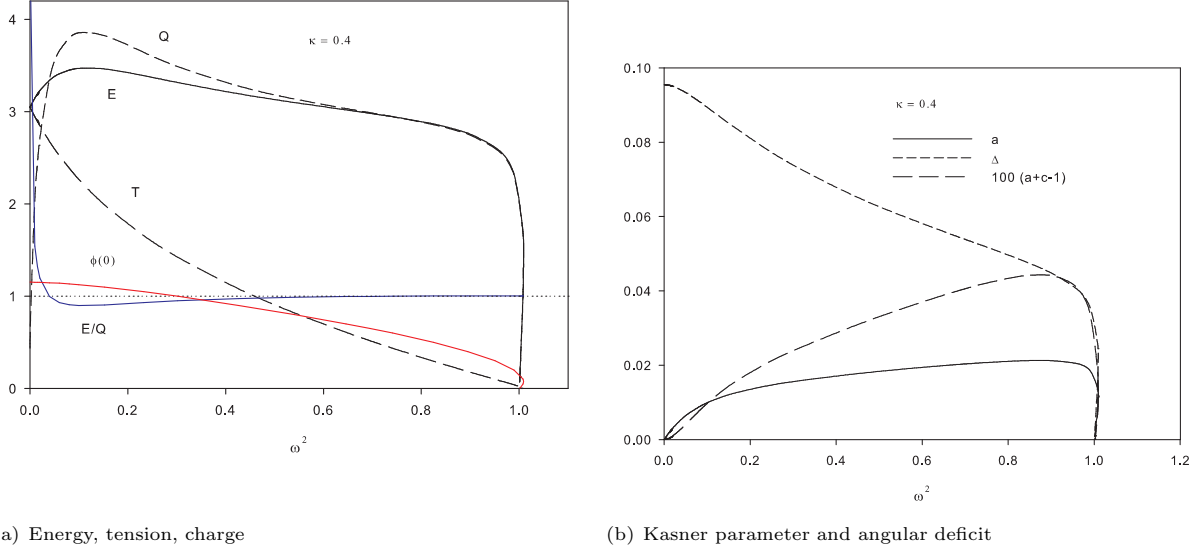 4
3
2
1
0
Q
κ = 0.4
E
T
ϕ(0)
E/Q
0.0
0.2
0.4
0.6
0.8
1.0
ω²
a) Energy, tension, charge
0.10
0.08
0.06
0.04
0.02
0.00
κ = 0.4
a
Δ
100 (a+c-1)
0.0
0.2
0.4
0.6
0.8
1.0
1.2
ω²
(b) Kasner parameter and angular deficit